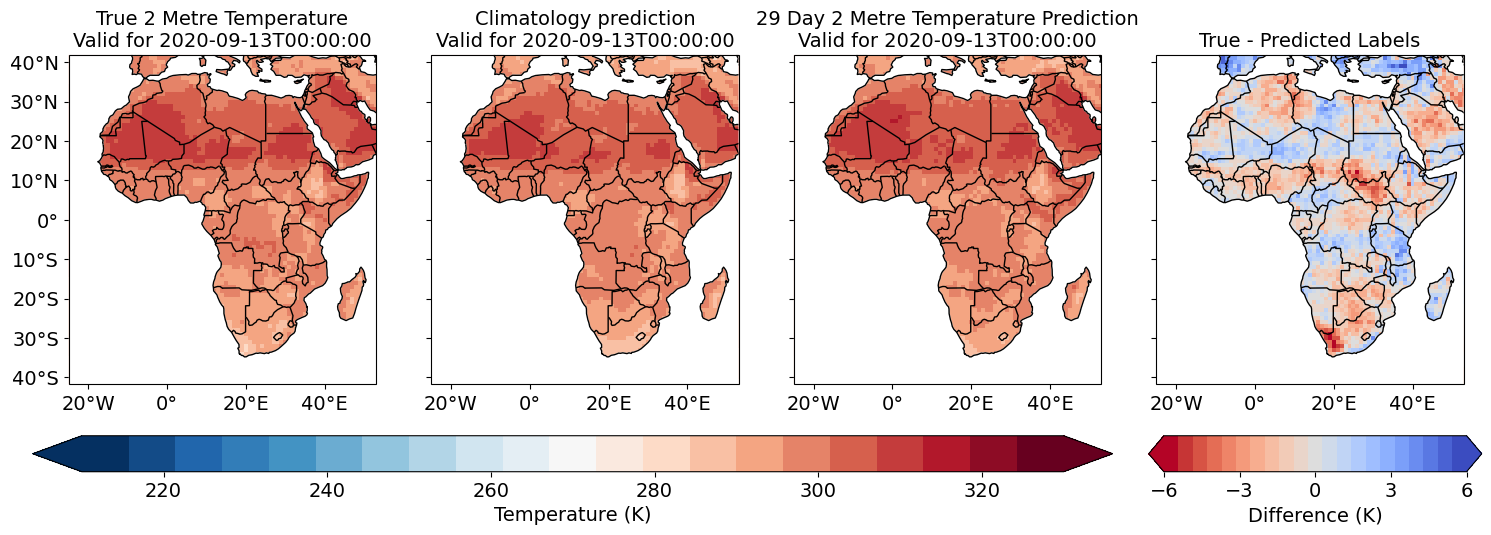 True 2 Metre Temperature
Valid for 2020-09-13T00:00:00
Climatology prediction
Valid for 2020-09-13T00:00:00
29 Day 2 Metre Temperature Prediction
Valid for 2020-09-13T00:00:00
True - Predicted Labels
40°N
30°N
20°N
10°N
0°
10°S
20°S
30°S
40°S
20°W 0° 20°E 40°E
20°W 0° 20°E 40°E
20°W 0° 20°E 40°E
20°W 0° 20°E 40°E
220 240 260 280 300 320
Temperature (K)
−6 −3 0 3 6
Difference (K)